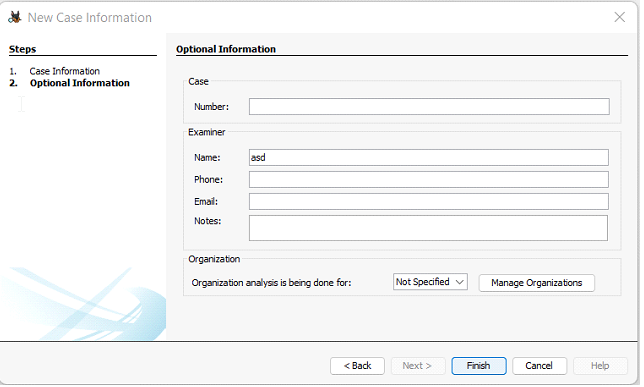 New Case Information
Steps
1. Case Information
2. Optional Information
Optional Information
Case
Number:
Examiner
Name: asd
Phone:
Email:
Notes:
Organization
Organization analysis is being done for: Not Specified Manage Organizations
< Back Next > Finish Cancel Help